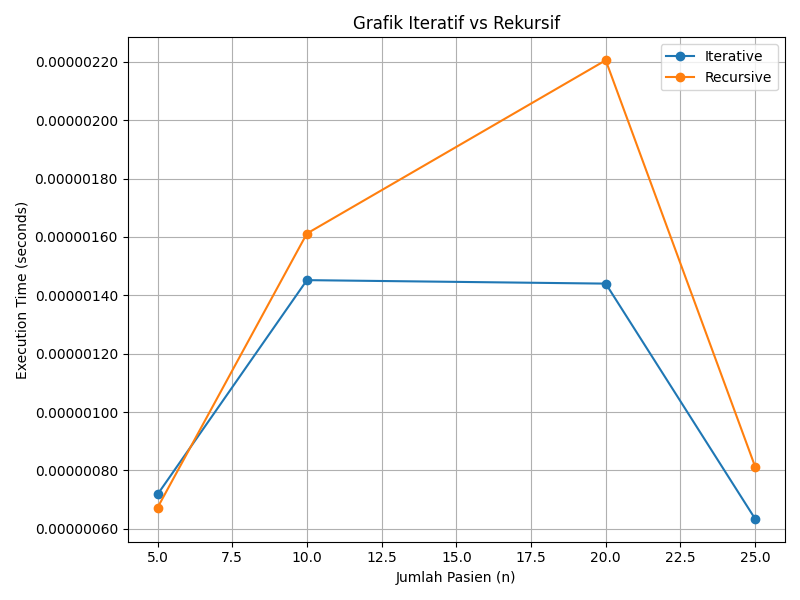 Grafik Iteratif vs Rekursif
Iterative
Recursive
Execution Time (seconds)
0.00000220
0.00000200
0.00000180
0.00000160
0.00000140
0.00000120
0.00000100
0.00000080
0.00000060
5.0 7.5 10.0 12.5 15.0 17.5 20.0 22.5 25.0
Jumlah Pasien (n)